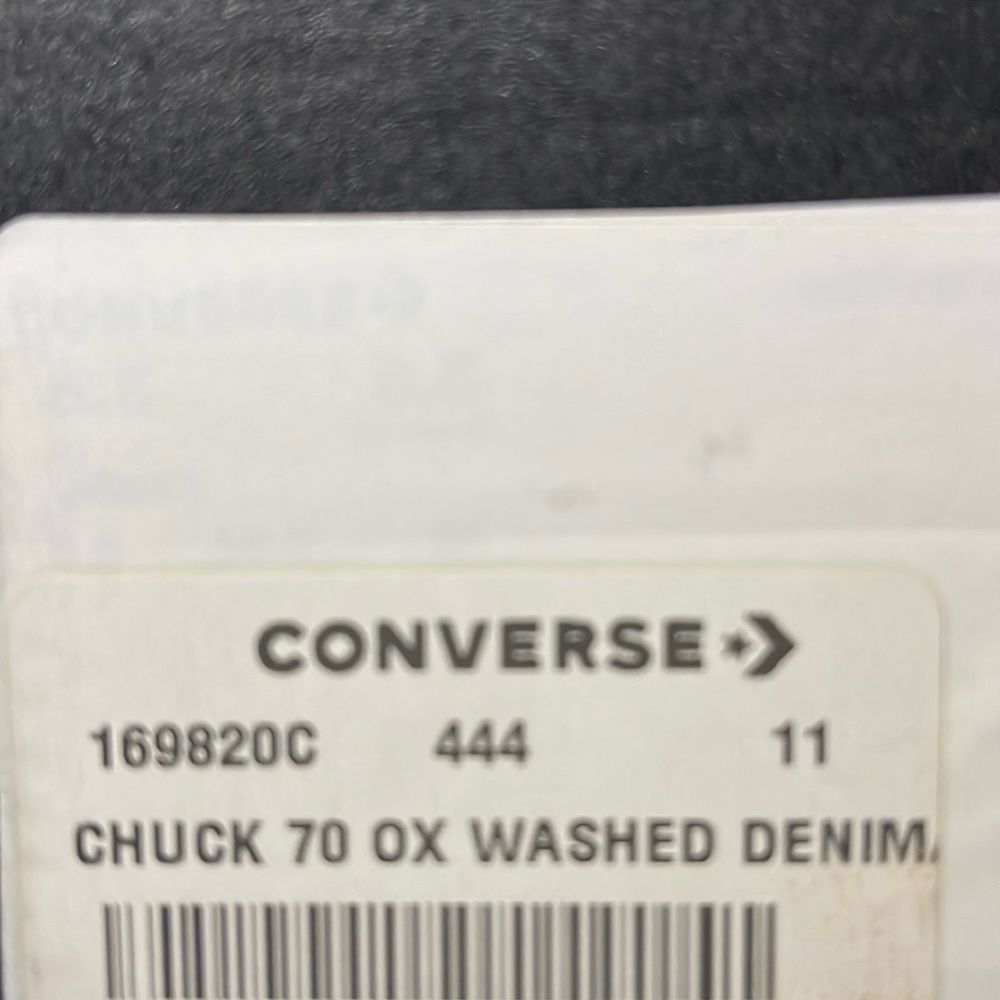 CONVERSE
169820C 444 11
CHUCK 70 OX WASHED DENIM